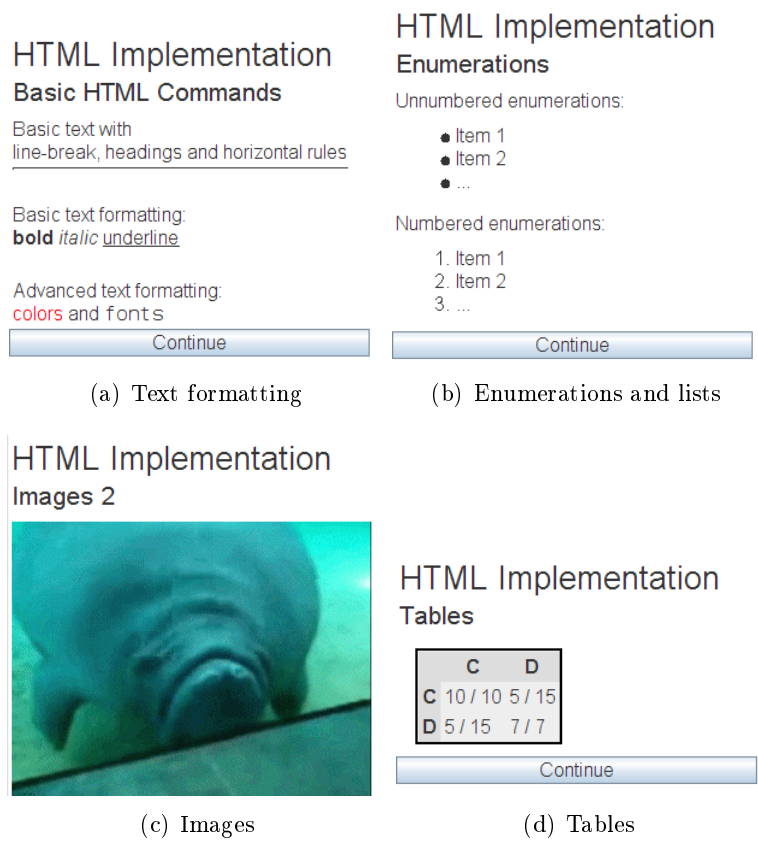 HTML Implementation
Basic HTML Commands
Basic text with
line-break, headings and horizontal rules
Basic text formatting:
bold italic underline
Advanced text formatting:
colors and fonts
Continue
(a) Text formatting
HTML Implementation
Enumerations
Unnumbered enumerations:
● Item 1
● Item 2
● ...
Numbered enumerations:
1. Item 1
2. Item 2
3. ...
Continue
(b) Enumerations and lists
HTML Implementation
Images 2
(c) Images
HTML Implementation
Tables
C D
C 10 / 10 5 / 15
D 5 / 15 7 / 7
Continue
(d) Tables